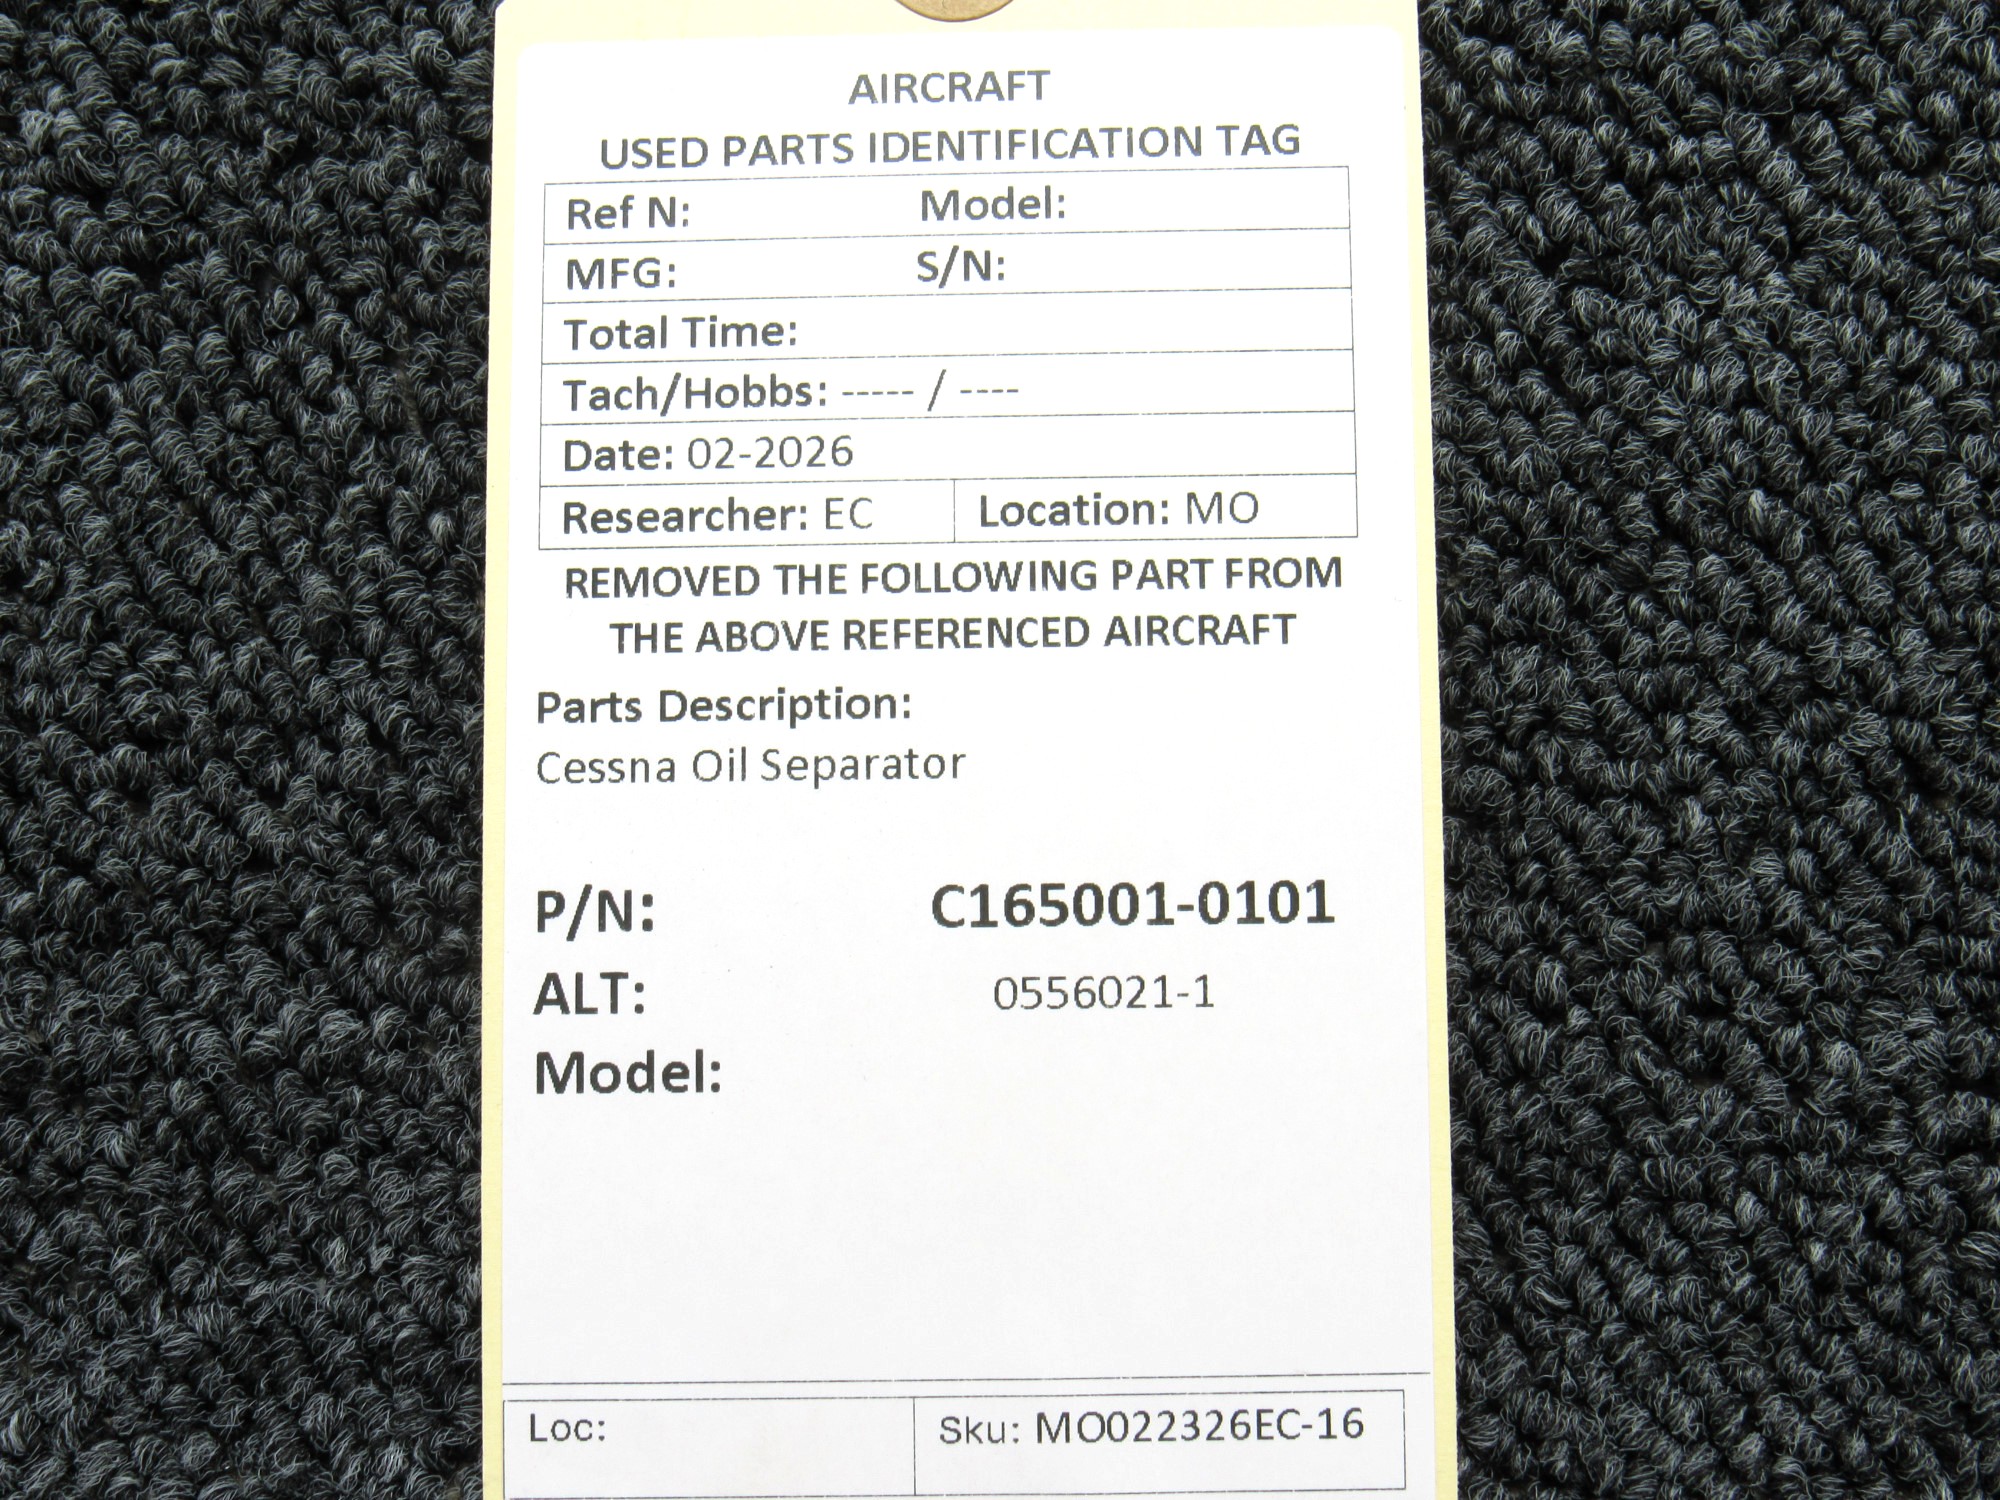 AIRCRAFT
USED PARTS IDENTIFICATION TAG
Ref N: Model:
MFG: S/N:
Total Time:
Tach/Hobbs: ----- / ----
Date: 02-2026
Researcher: EC Location: MO
REMOVED THE FOLLOWING PART FROM
THE ABOVE REFERENCED AIRCRAFT
Parts Description:
Cessna Oil Separator
P/N: C165001-0101
ALT: 0556021-1
Model:
Loc: Sku: MO022326EC-16